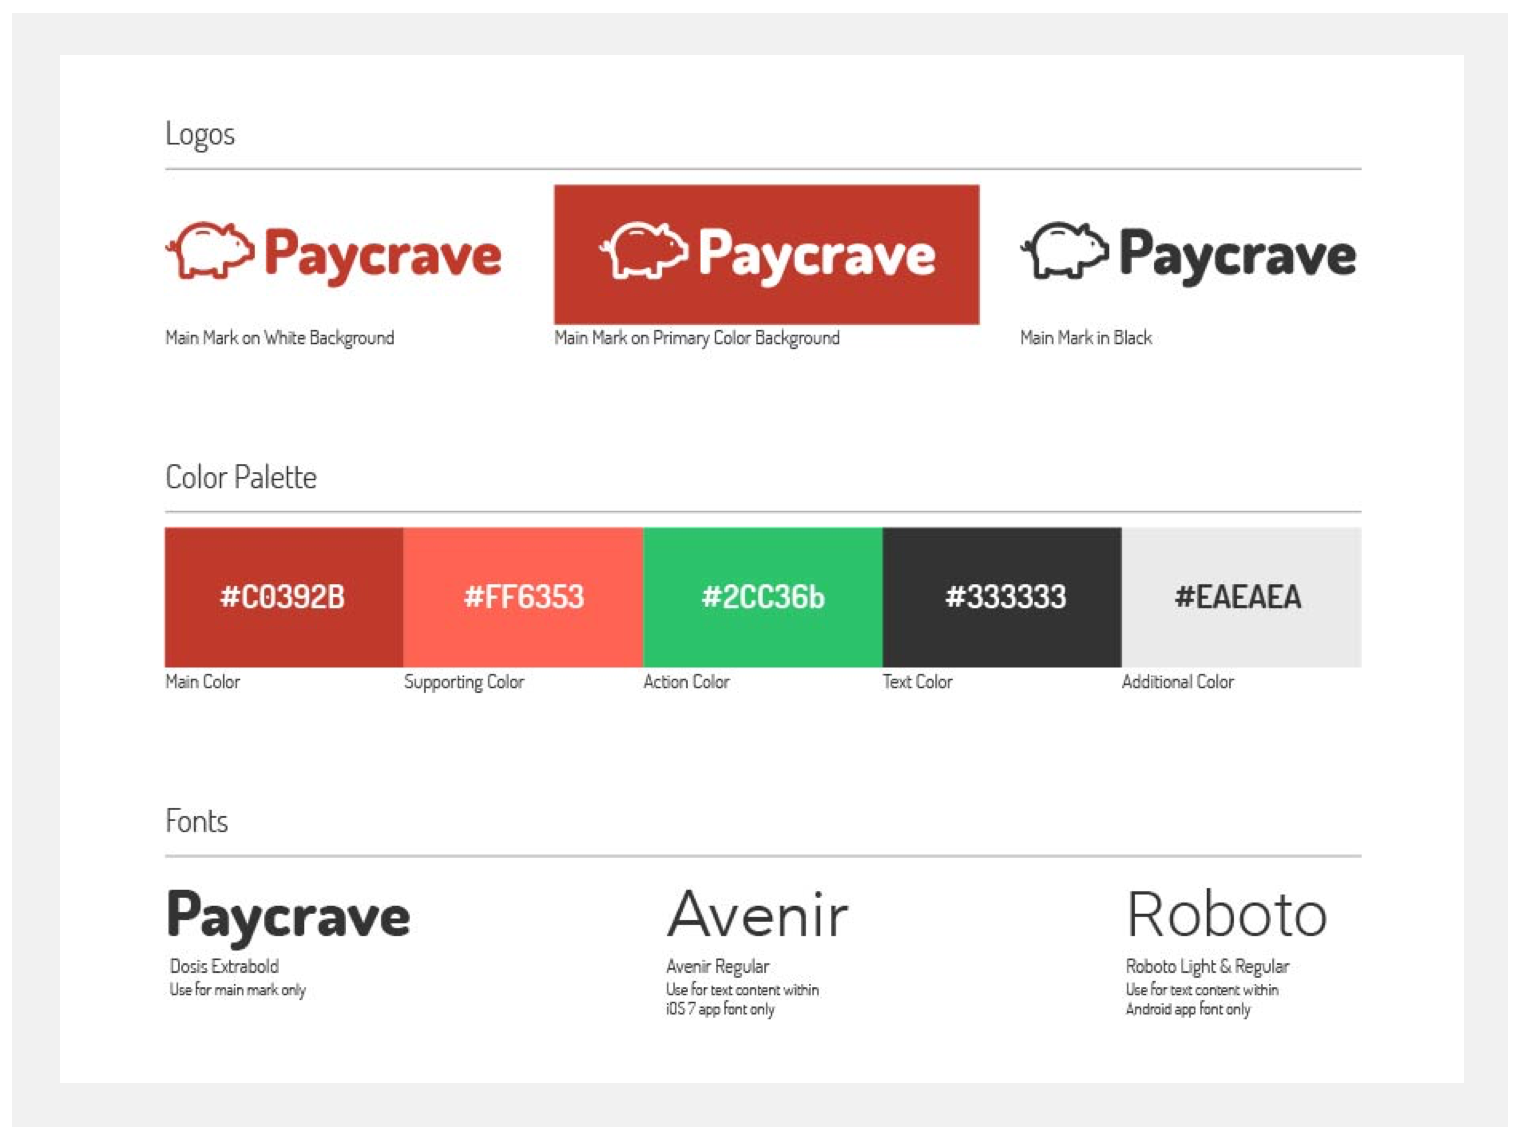 Logos
Paycrave
Paycrave
Paycrave
Main Mark on White Background
Main Mark on Primary Color Background
Main Mark in Black
Color Palette
#C0392B
#FF6353
#2CC36b
#333333
#EAEAEA
Main Color
Supporting Color
Action Color
Text Color
Additional Color
Fonts
Paycrave
Dosis Extrabold
Use for main mark only
Avenir
Avenir Regular
Use for text content within
iOS 7 app font only
Roboto
Roboto Light & Regular
Use for text content within
Android app font only